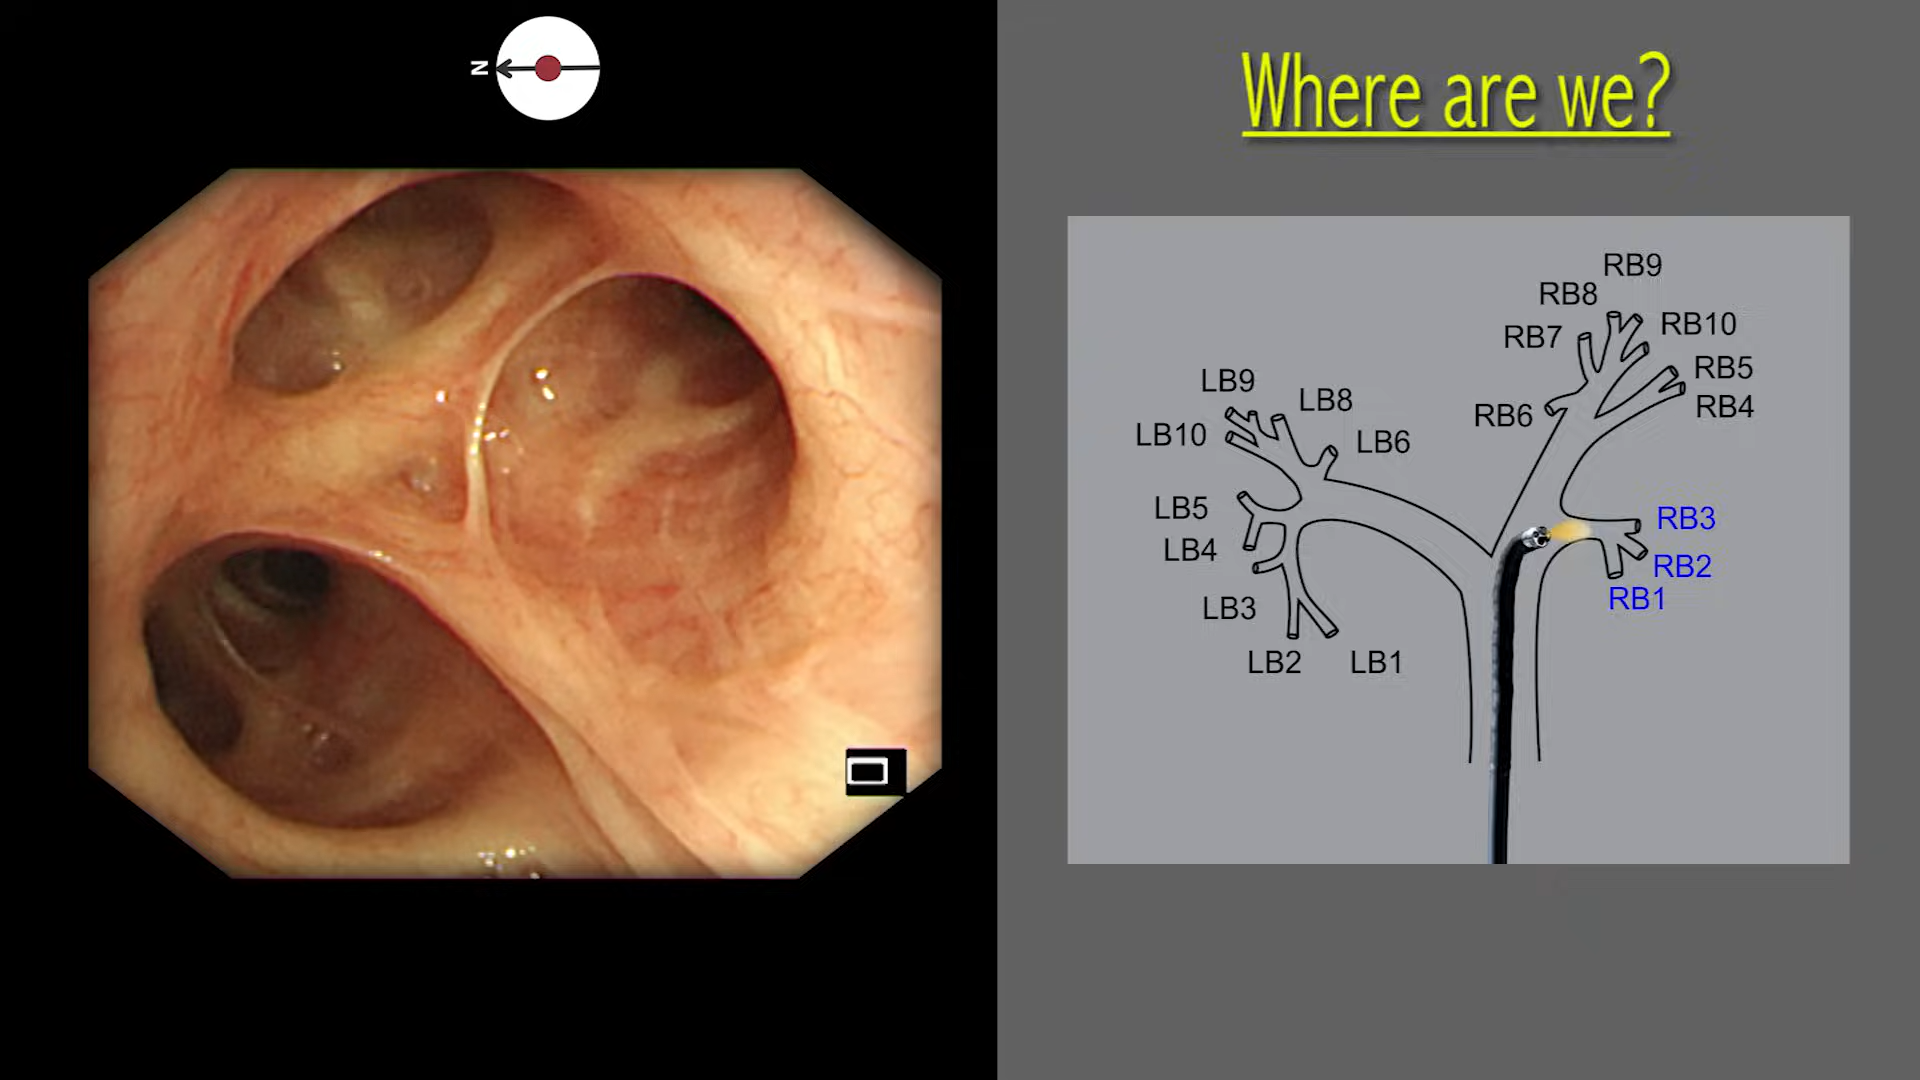 N
Where are we?
RB9
RB8
RB10
RB7
RB5
RB4
RB6
LB9
LB8
LB10
LB6
LB5
LB4
RB3
RB2
RB1
LB3
LB2
LB1